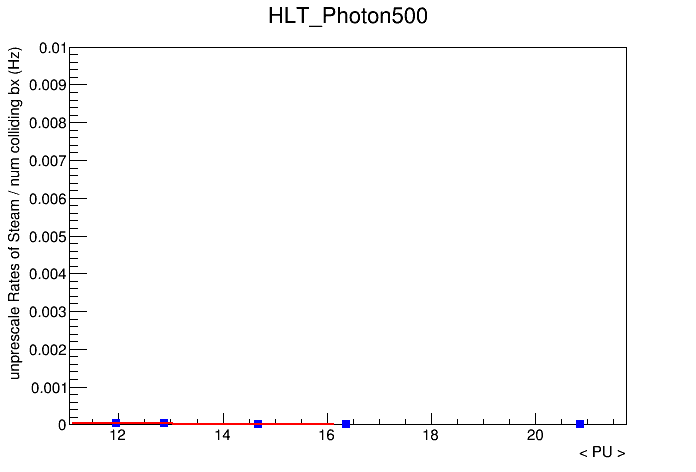 HLT_Photon500
unprescale Rates of Steam / num colliding bx (Hz)
0.01
0.009
0.008
0.007
0.006
0.005
0.004
0.003
0.002
0.001
0
12 14 16 18 20
< PU >